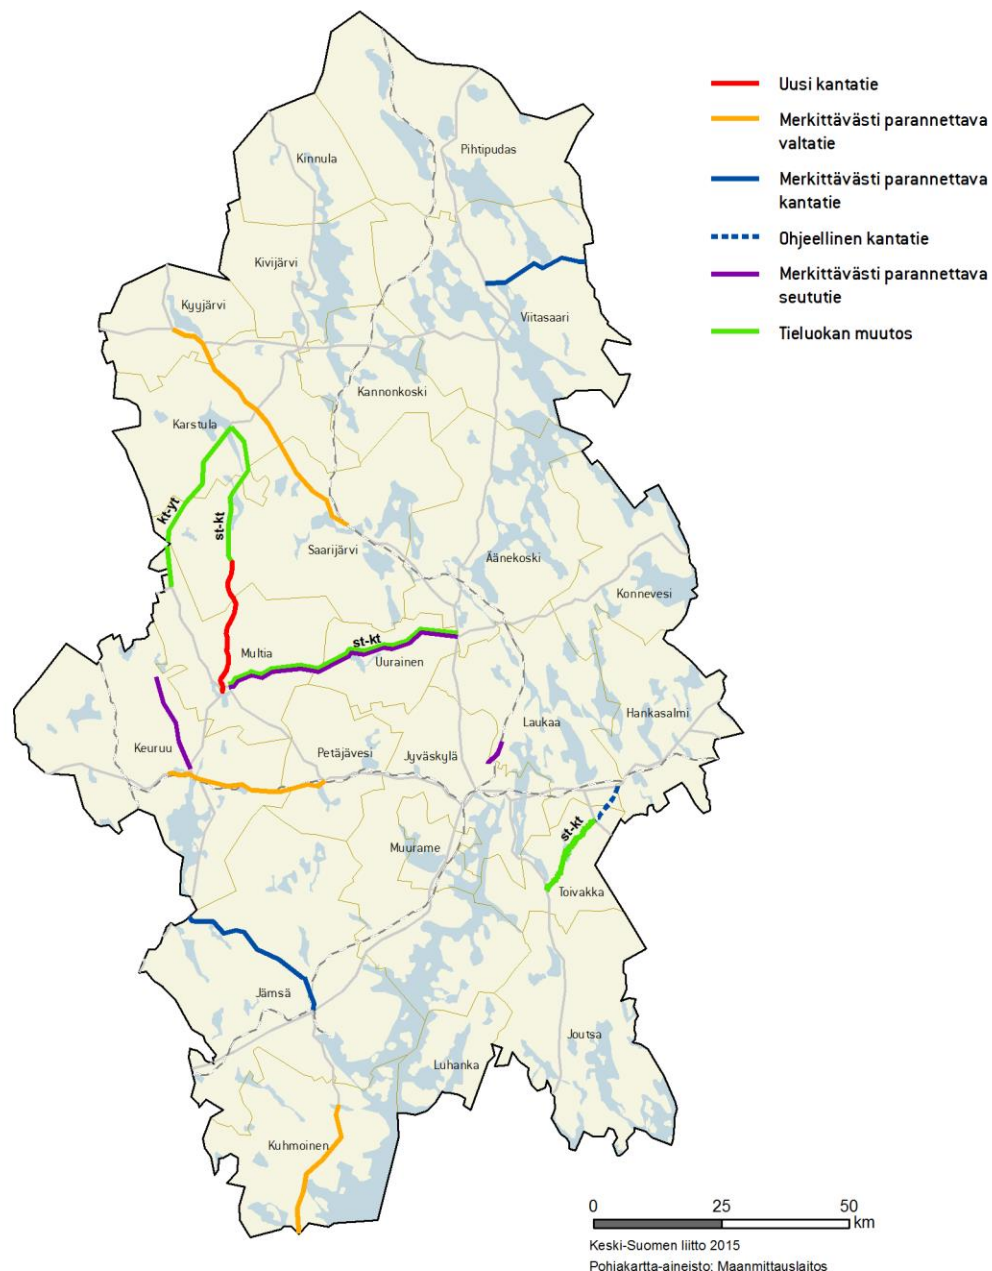 Uusi kantatie
Merkittävästi parannettava
valtatie
Merkittävästi parannettava
kantatie
Ohjeellinen kantatie
Merkittävästi parannettava
seututie
Tieluokan muutos
Pihtipudas
Kinnula
Kivijärvi
Kyyjärvi
Viitasaari
Kannonkoski
Karstula
kt-yt
st-kt
Saarijärvi
Äänekoski
Konnevesi
st-kt
Multia
Uurainen
Hankasalmi
Laukaa
Keuruu
Petäjävesi
Jyväskylä
st-kt
Muurame
Toivakka
Jämsä
Joutsa
Luhanka
Kuhmoinen
0 25 50
km
Keski-Suomen liitto 2015
Pohjakartta-aineisto: Maanmittauslaitos